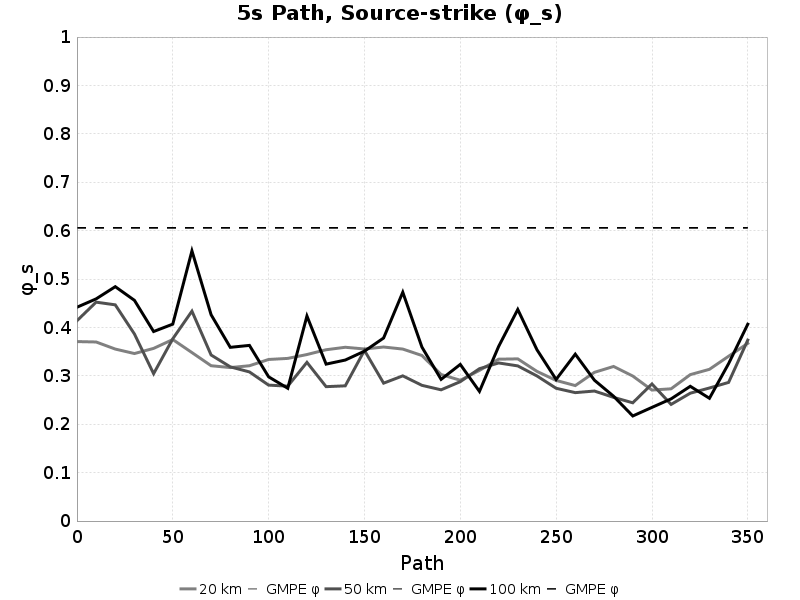 5s Path, Source-strike (φ_s)
1
0.9
0.8
0.7
0.6
0.5
0.4
0.3
0.2
0.1
0
φ_s
0 50 100 150 200 250 300 350
Path
20 km GMPE φ 50 km GMPE φ 100 km GMPE φ